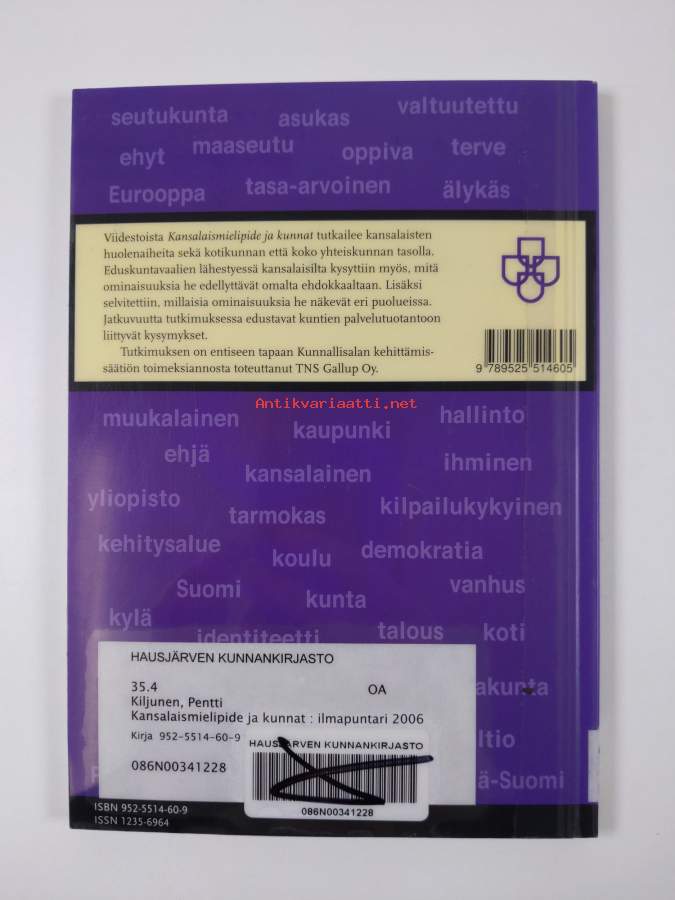 seutukunta asukas valtuutettu
ehyt maaseutu oppiva terve
Eurooppa tasa-arvoinen älykäs
Viidestoista Kansalaismielipide ja kunnat tutkailee kansalaisten
huolenaiheita sekä kotikunnan että koko yhteiskunnan tasolla.
Eduskuntavaalien lähestyessä kansalaisilta kysyttiin myös, mitä
ominaisuuksia he edellyttävät omalta ehdokkaaltaan. Lisäksi
selvitettiin, millaisia ominaisuuksia he näkevät eri puolueissa.
Jatkuvuutta tutkimuksessa edustavat kuntien palvelutuotantoon
liittyvät kysymykset.
Tutkimuksen on entiseen tapaan Kunnallisalan kehittämis-
säätiön toimeksiannosta toteuttanut TNS Gallup Oy.
9 789525 514605
Antikvariaatti.net
muukalainen kaupunki hallinto
ehjä kansalainen ihminen
yliopisto tarmokas kilpailukykyinen
kehitysalue koulu demokratia
Suomi kunta vanhus
kylä identiteetti talous koti
HAUSJÄRVEN KUNNANKIRJASTO
35.4 OA
Kiljunen, Pentti
Kansalaismielipide ja kunnat : ilmapuntari 2006
Kirja 952-5514-60-9
086N00341228
HAUSJÄRVEN KUNNANKIRJASTO
086N00341228
akunta
ltio
ä-Suomi
ISBN 952-5514-60-9
ISSN 1235-6964